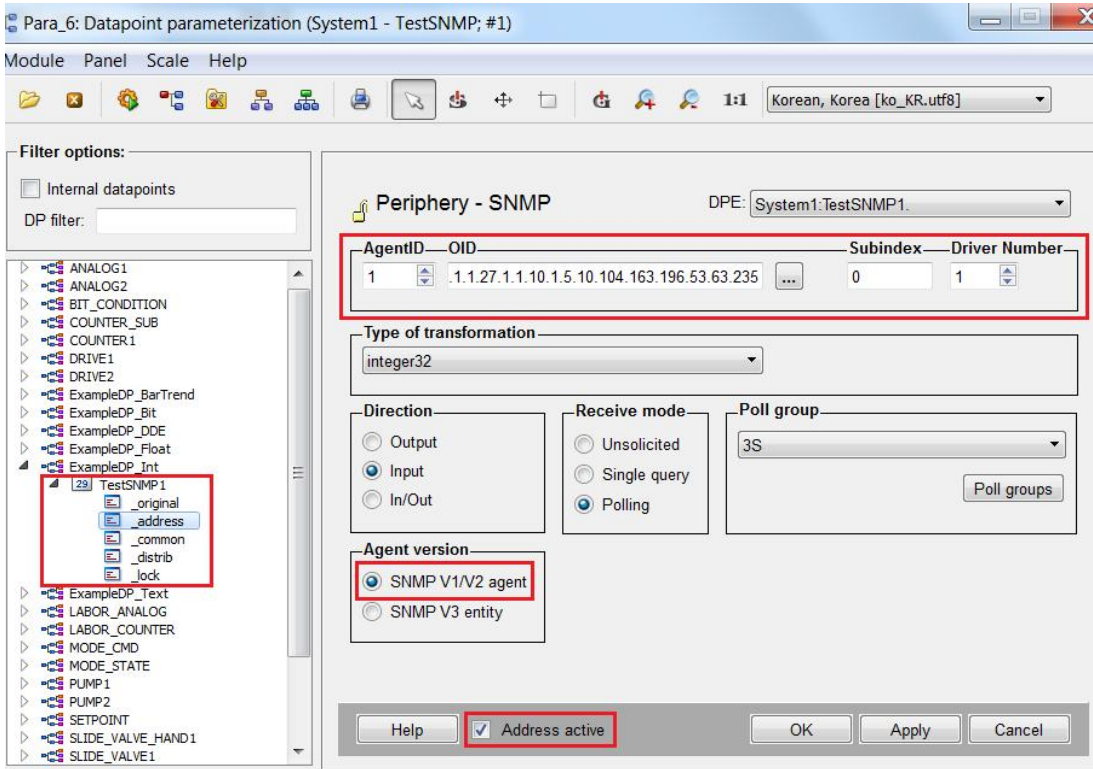 Para_6: Datapoint parameterization (System1 - TestSNMP; #1)
Module Panel Scale Help
1:1 Korean, Korea [ko_KR.utf8]
Filter options:
Internal datapoints
DP filter:
ANALOG1
ANALOG2
BIT_CONDITION
COUNTER_SUB
COUNTER1
DRIVE1
DRIVE2
ExampleDP_BarTrend
ExampleDP_Bit
ExampleDP_DDE
ExampleDP_Float
ExampleDP_Int
29 TestSNMP1
_original
_address
_common
_distrib
_lock
ExampleDP_Text
LABOR_ANALOG
LABOR_COUNTER
MODE_CMD
MODE_STATE
PUMP1
PUMP2
SETPOINT
SLIDE_VALVE_HAND1
SLIDE_VALVE1
Periphery - SNMP
DPE: System1:TestSNMP1.
AgentID OID Subindex Driver Number
1 .1.1.27.1.1.10.1.5.10.104.163.196.53.63.235 ... 0 1
Type of transformation
integer32
Direction
Output
Input
In/Out
Receive mode
Unsolicited
Single query
Polling
Poll group
3S
Poll groups
Agent version
SNMP V1/V2 agent
SNMP V3 entity
Help Address active OK Apply Cancel